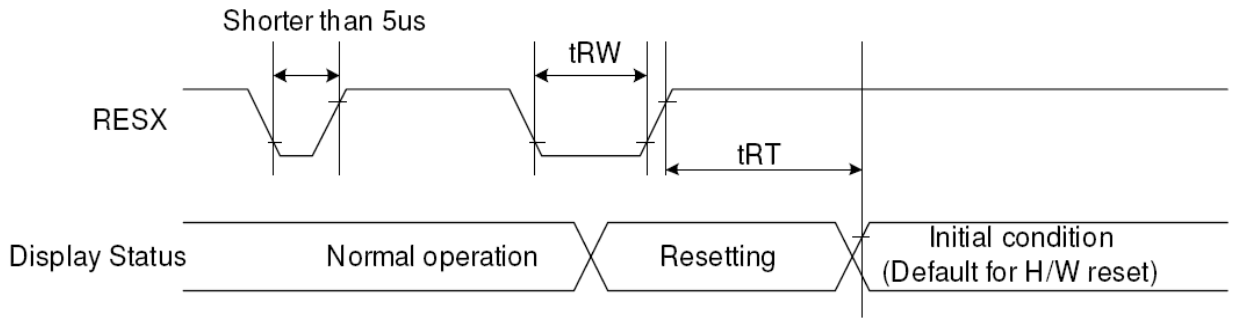 Shorter than 5us
tRW
RESX
tRT
Display Status
Normal operation
Resetting
Initial condition
(Default for H/W reset)